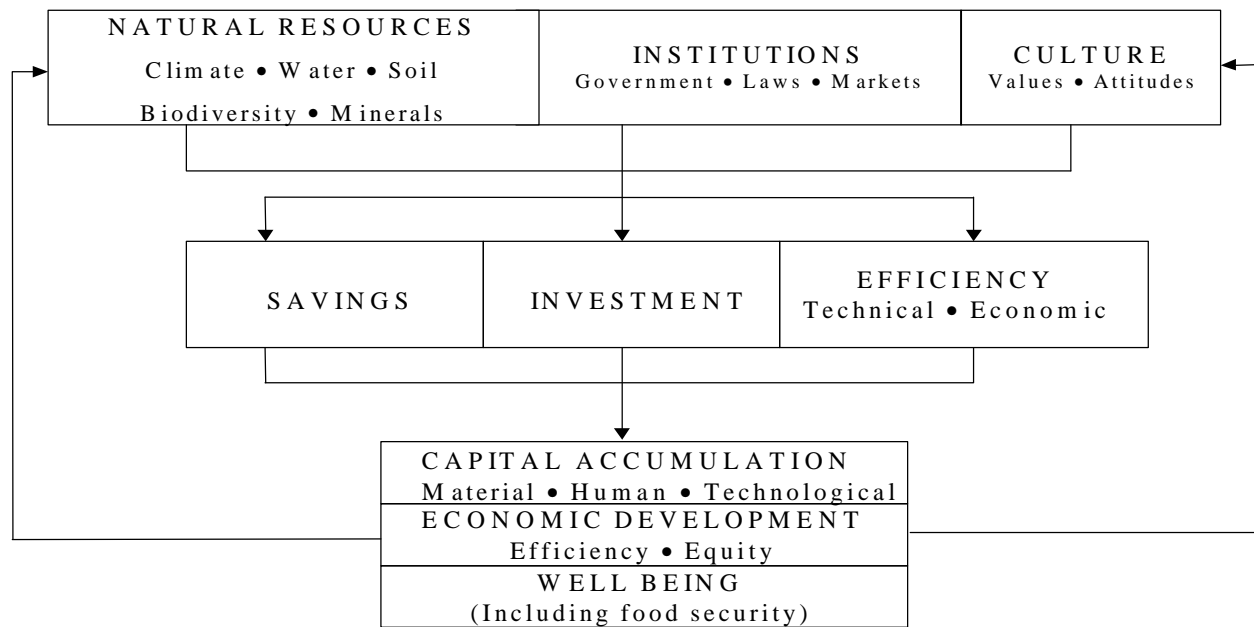 NATURAL RESOURCES
Climate • Water • Soil
Biodiversity • Minerals
INSTITUTIONS
Government • Laws • Markets
CULTURE
Values • Attitudes
SAVINGS
INVESTMENT
EFFICIENCY
Technical • Economic
CAPITAL ACCUMULATION
Material • Human • Technological
ECONOMIC DEVELOPMENT
Efficiency • Equity
WELL BEING
(Including food security)